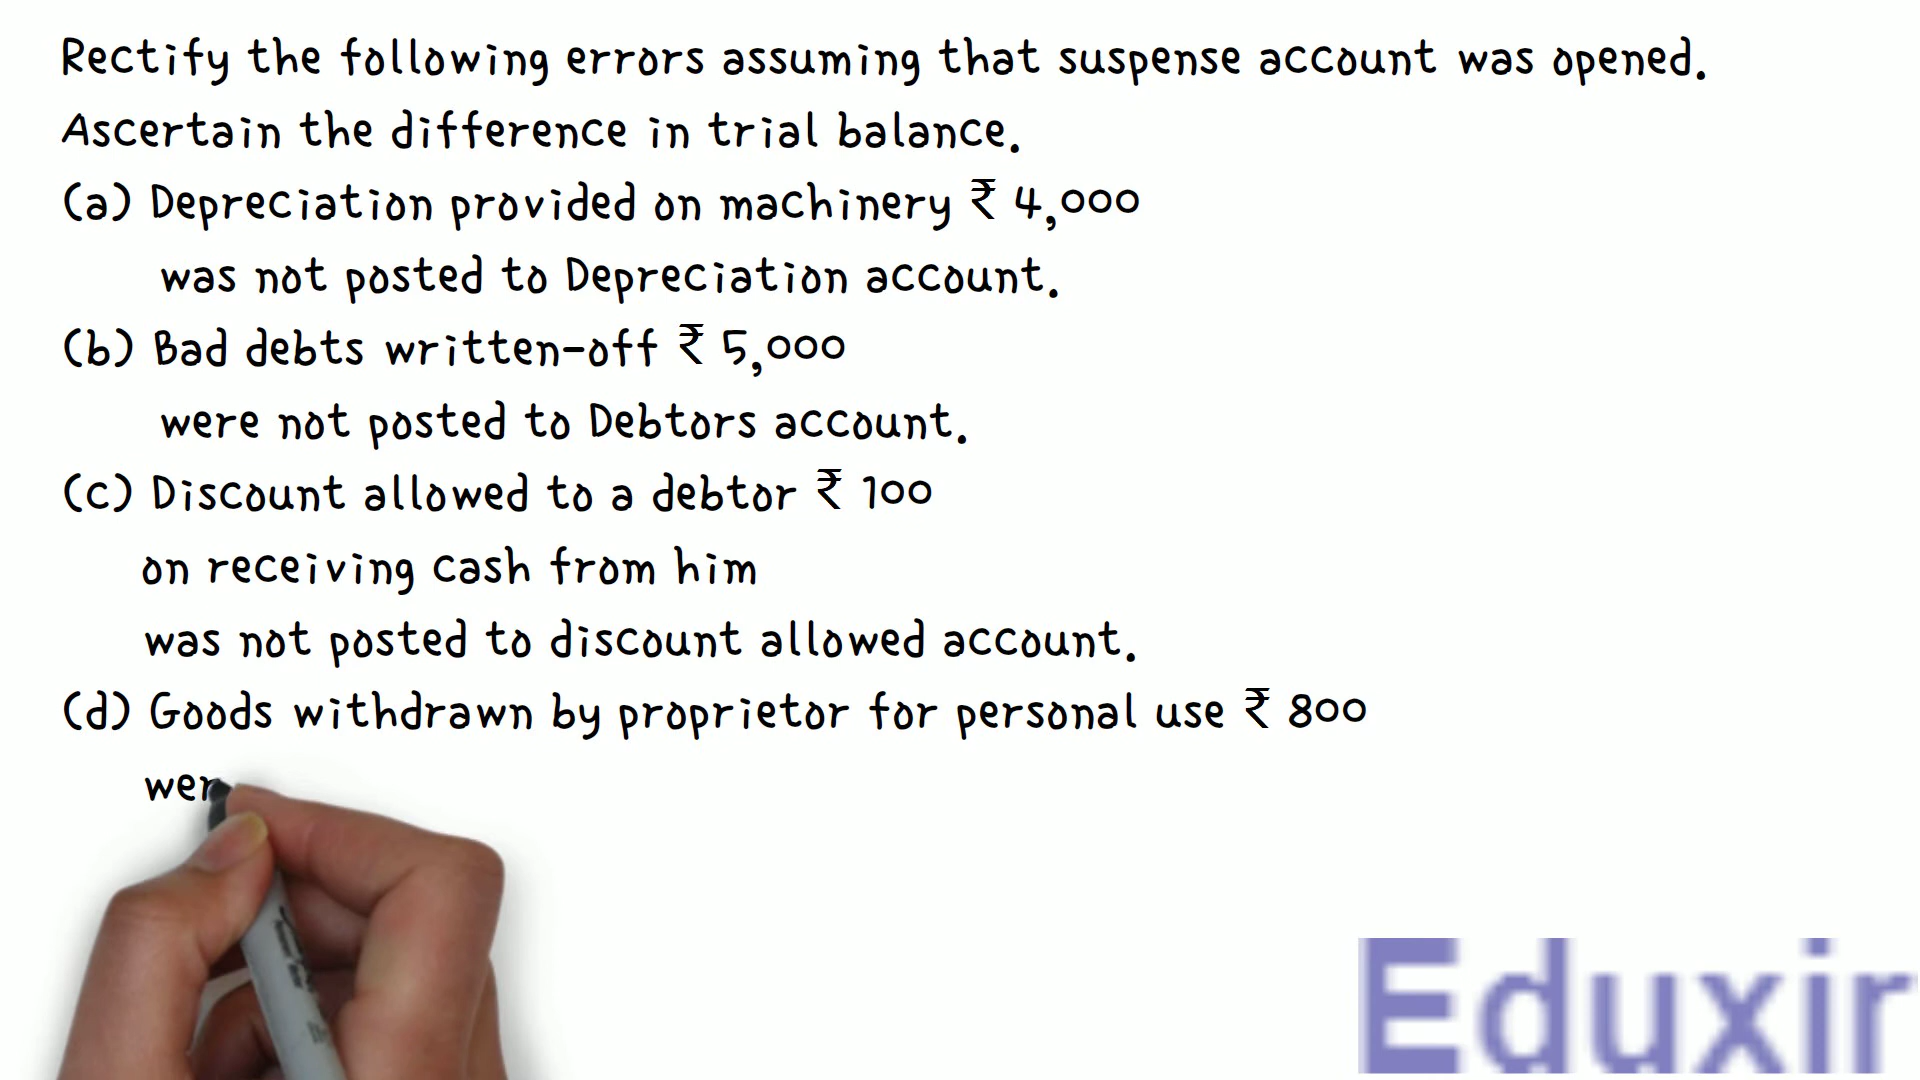 Rectify the following errors assuming that suspense account was opened.
Ascertain the difference in trial balance.
(a) Depreciation provided on machinery ₹ 4,000
was not posted to Depreciation account.
(b) Bad debts written-off ₹ 5,000
were not posted to Debtors account.
(c) Discount allowed to a debtor ₹ 100
on receiving cash from him
was not posted to discount allowed account.
(d) Goods withdrawn by proprietor for personal use ₹ 800
wer
Eduxir